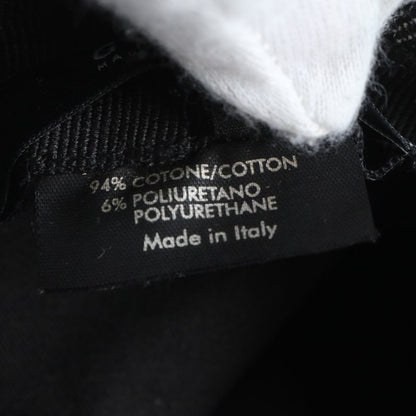 94% COTONE/COTTON
6% POLIURETANO
POLYURETHANE
Made in Italy